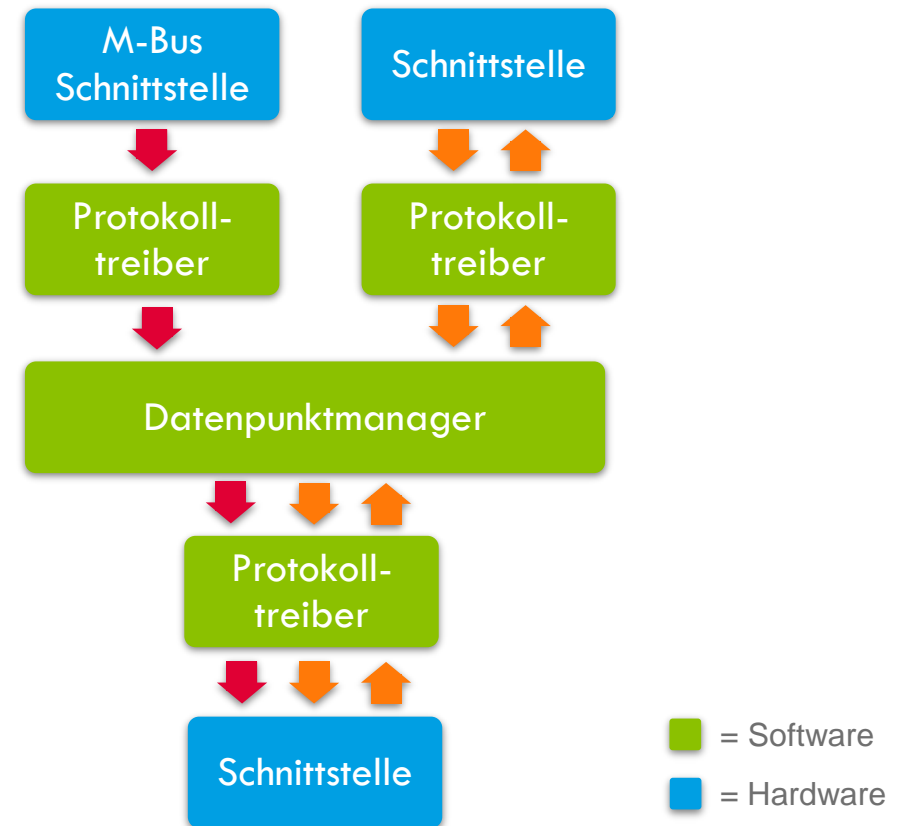 M-Bus
Schnittstelle
Schnittstelle
Protokoll-
treiber
Protokoll-
treiber
Datenpunktmanager
Protokoll-
treiber
Schnittstelle
= Software
= Hardware